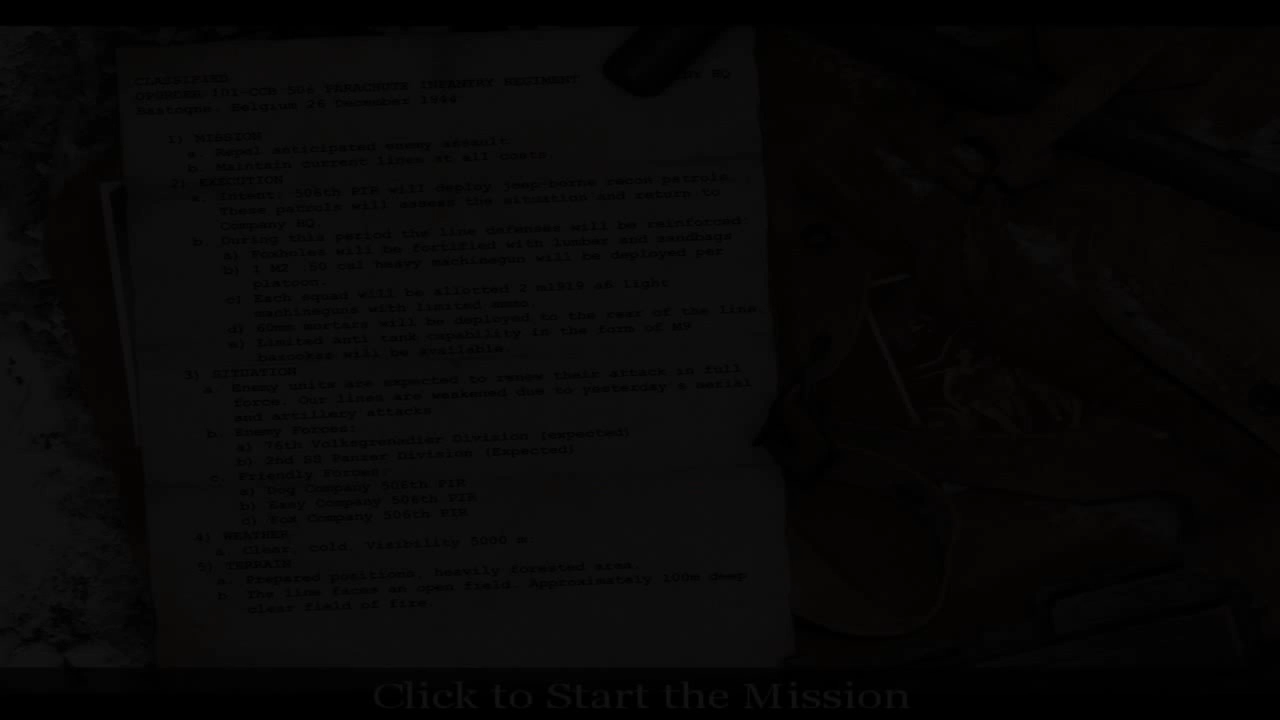 CLASSIFIED
OPORDER 101-CCB 506 PARACHUTE INFANTRY REGIMENT NY HQ
Bastogne, Belgium 26 December 1944
1) MISSION
a. Repel anticipated enemy assault.
b. Maintain current lines at all costs.
2) EXECUTION
a. Intent: 506th PIR will deploy jeep-borne recon patrols.
These patrols will assess the situation and return to
Company HQ.
b. During this period the line defenses will be reinforced:
a) Foxholes will be fortified with lumber and sandbags
b) 1 M2 .50 cal heavy machinegun will be deployed per
platoon.
c) Each squad will be allotted 2 m1919 a6 light
machineguns with limited ammo.
d) 60mm mortars will be deployed to the rear of the line.
e) Limited anti tank capability in the form of M9
bazookas will be available.
3) SITUATION
a. Enemy units are expected to renew their attack in full
force. Our lines are weakened due to yesterday's aerial
and artillery attacks
b. Enemy Forces:
a) 76th Volksgrenadier Division (expected)
b) 2nd SS Panzer Division (Expected)
c. Friendly Forces:
a) Dog Company 506th PIR
b) Easy Company 506th PIR
c) Fox Company 506th PIR
4) WEATHER
a. Clear, cold. Visibility 5000 m.
5) TERRAIN
a. Prepared positions, heavily forested area.
b. The line faces an open field. Approximately 100m deep
clear field of fire.
Click to Start the Mission